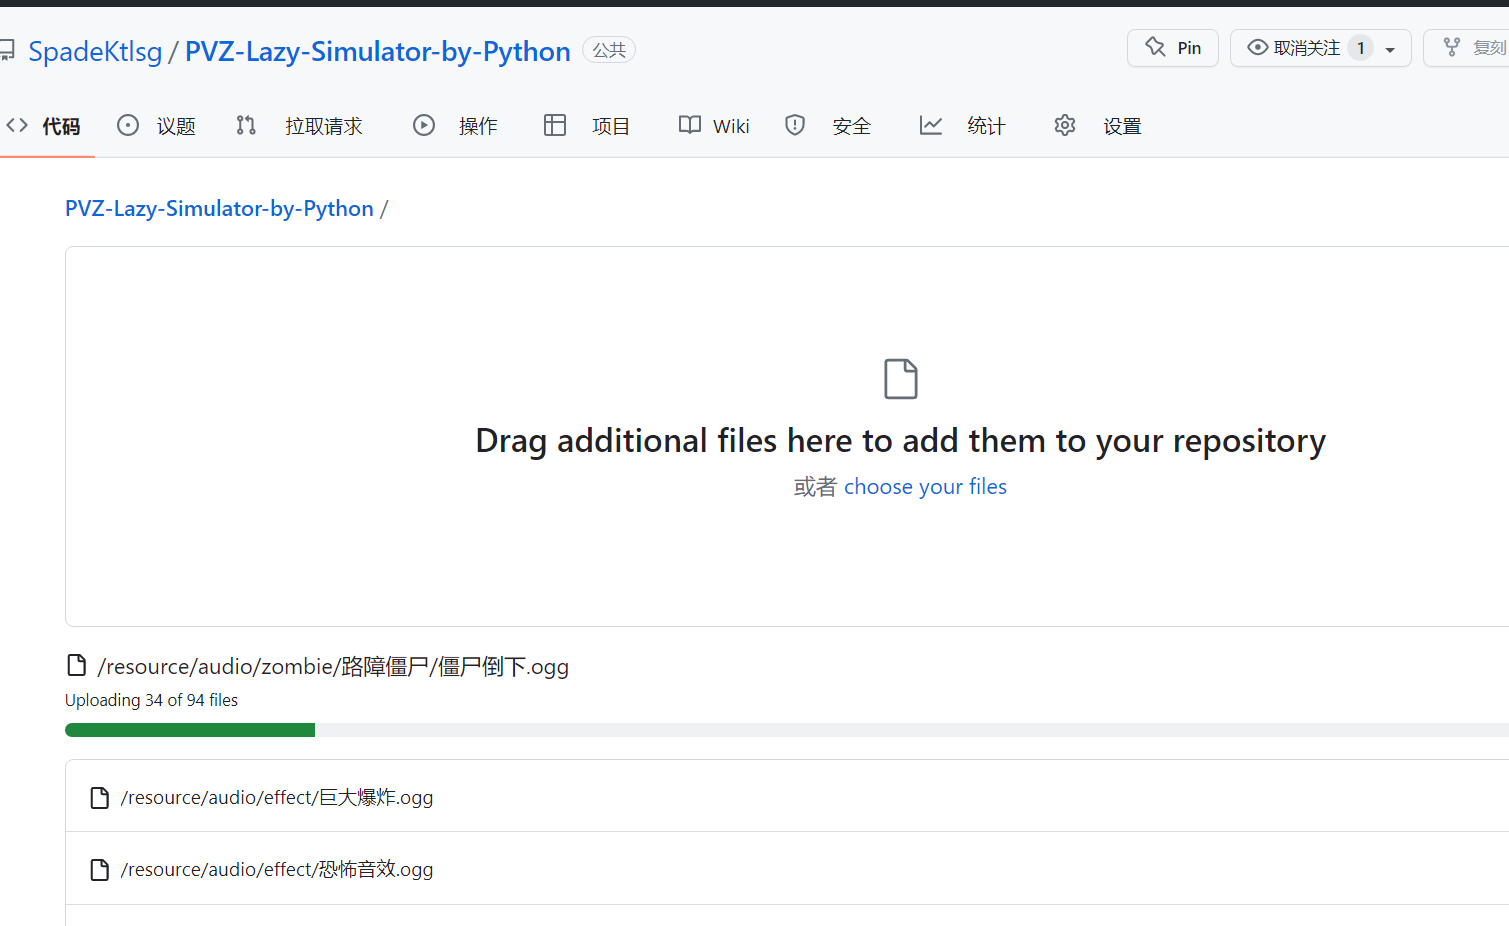 SpadeKtlsg / PVZ-Lazy-Simulator-by-Python 公共 Pin 取消关注 1 复刻
代码 议题 拉取请求 操作 项目 Wiki 安全 统计 设置
PVZ-Lazy-Simulator-by-Python /
Drag additional files here to add them to your repository
或者 choose your files
/resource/audio/zombie/路障僵尸/僵尸倒下.ogg
Uploading 34 of 94 files
/resource/audio/effect/巨大爆炸.ogg
/resource/audio/effect/恐怖音效.ogg